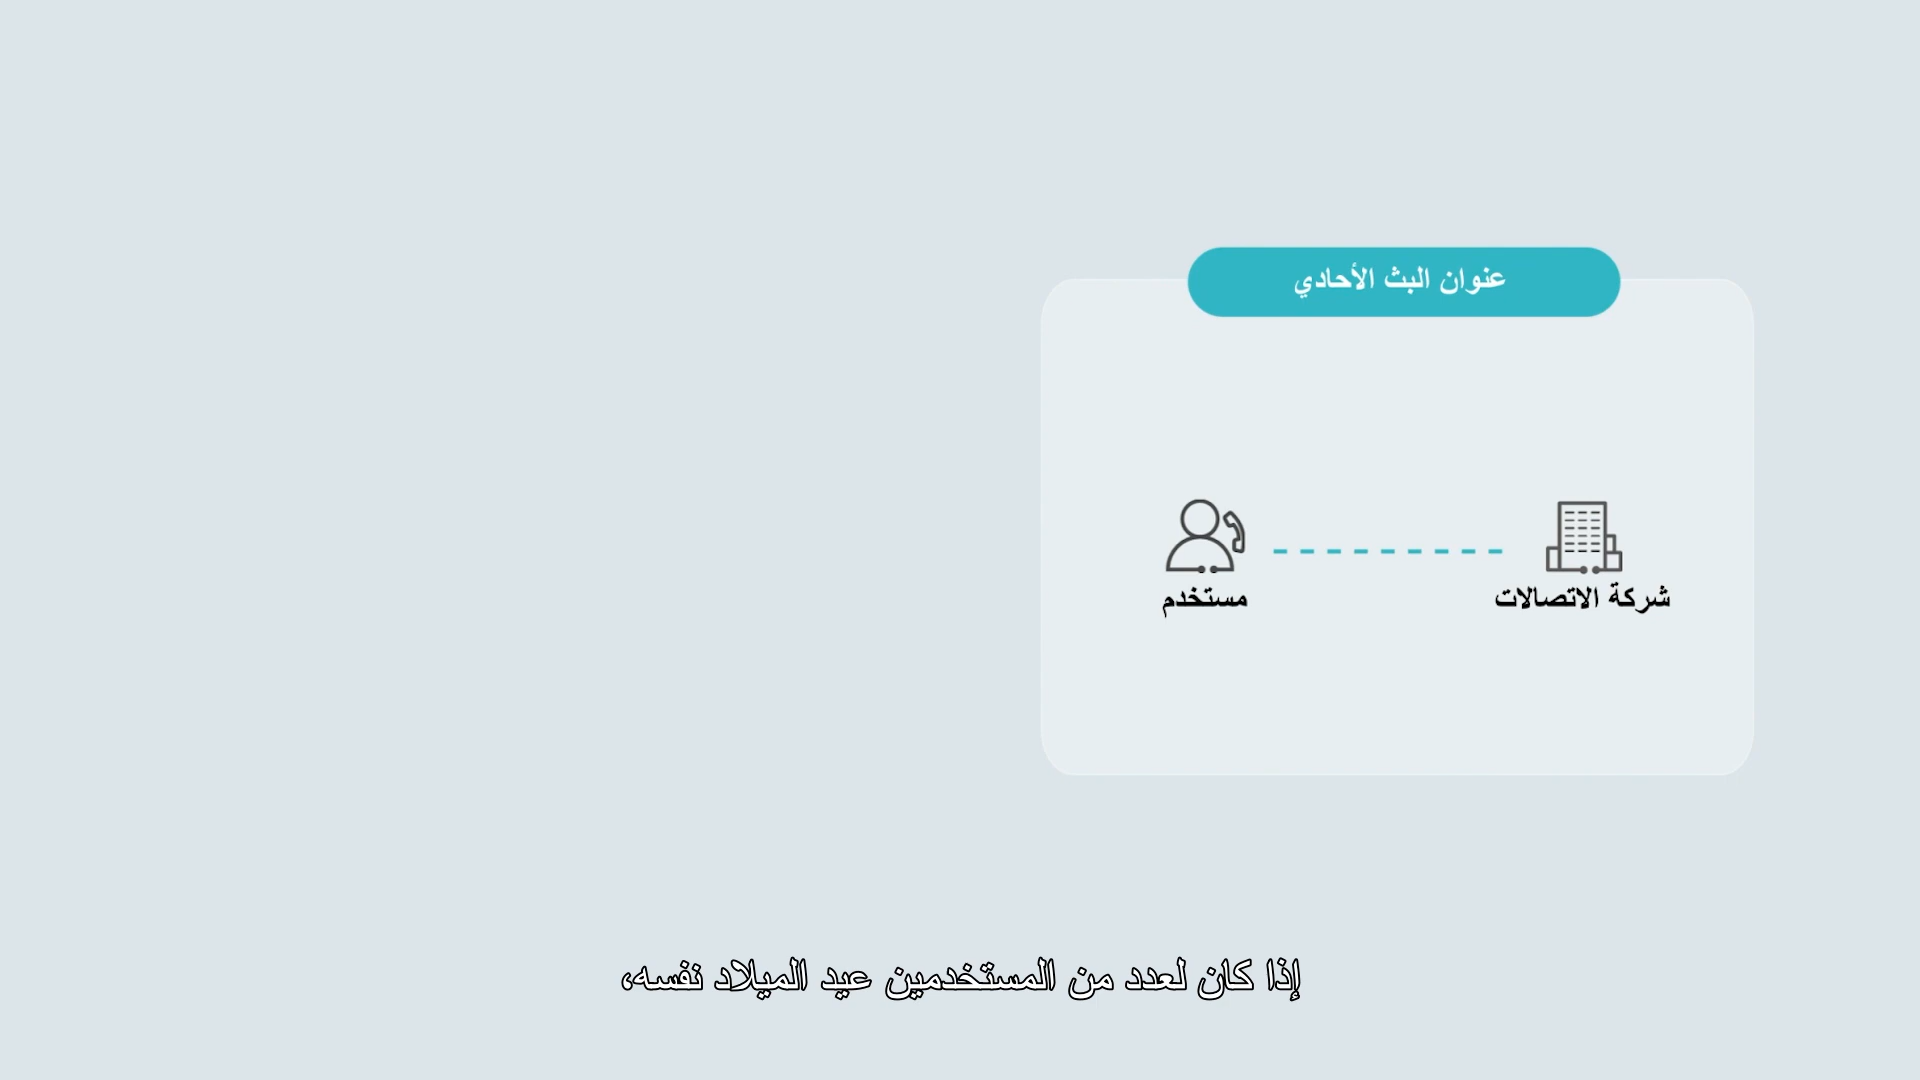 عنوان البث الأحادي
شركة الاتصالات
مستخدم
إذا كان لعدد من المستخدمين عيد الميلاد نفسه،